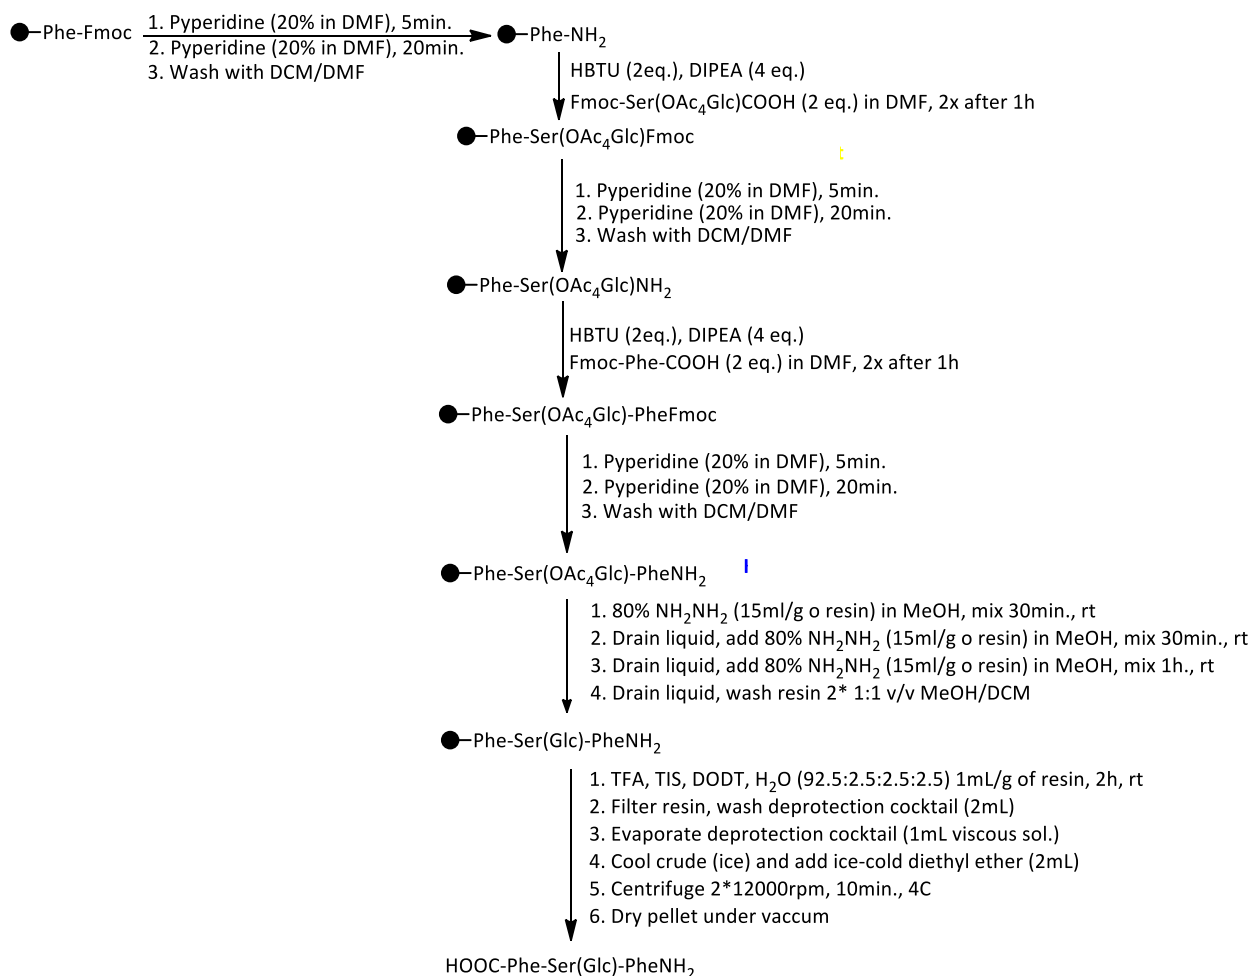 Phe-Fmoc
1. Pyperidine (20% in DMF), 5min.
2. Pyperidine (20% in DMF), 20min.
3. Wash with DCM/DMF
Phe-NH2
HBTU (2eq.), DIPEA (4 eq.)
Fmoc-Ser(OAc4Glc)COOH (2 eq.) in DMF, 2x after 1h
Phe-Ser(OAc4Glc)Fmoc
t
1. Pyperidine (20% in DMF), 5min.
2. Pyperidine (20% in DMF), 20min.
3. Wash with DCM/DMF
Phe-Ser(OAc4Glc)NH2
HBTU (2eq.), DIPEA (4 eq.)
Fmoc-Phe-COOH (2 eq.) in DMF, 2x after 1h
Phe-Ser(OAc4Glc)-PheFmoc
1. Pyperidine (20% in DMF), 5min.
2. Pyperidine (20% in DMF), 20min.
3. Wash with DCM/DMF
Phe-Ser(OAc4Glc)-PheNH2
1. 80% NH2NH2 (15ml/g o resin) in MeOH, mix 30min., rt
2. Drain liquid, add 80% NH2NH2 (15ml/g o resin) in MeOH, mix 30min., rt
3. Drain liquid, add 80% NH2NH2 (15ml/g o resin) in MeOH, mix 1h., rt
4. Drain liquid, wash resin 2* 1:1 v/v MeOH/DCM
Phe-Ser(Glc)-PheNH2
1. TFA, TIS, DODT, H2O (92.5:2.5:2.5:2.5) 1mL/g of resin, 2h, rt
2. Filter resin, wash deprotection cocktail (2mL)
3. Evaporate deprotection cocktail (1mL viscous sol.)
4. Cool crude (ice) and add ice-cold diethyl ether (2mL)
5. Centrifuge 2*12000rpm, 10min., 4C
6. Dry pellet under vaccum
HOOC-Phe-Ser(Glc)-PheNH2